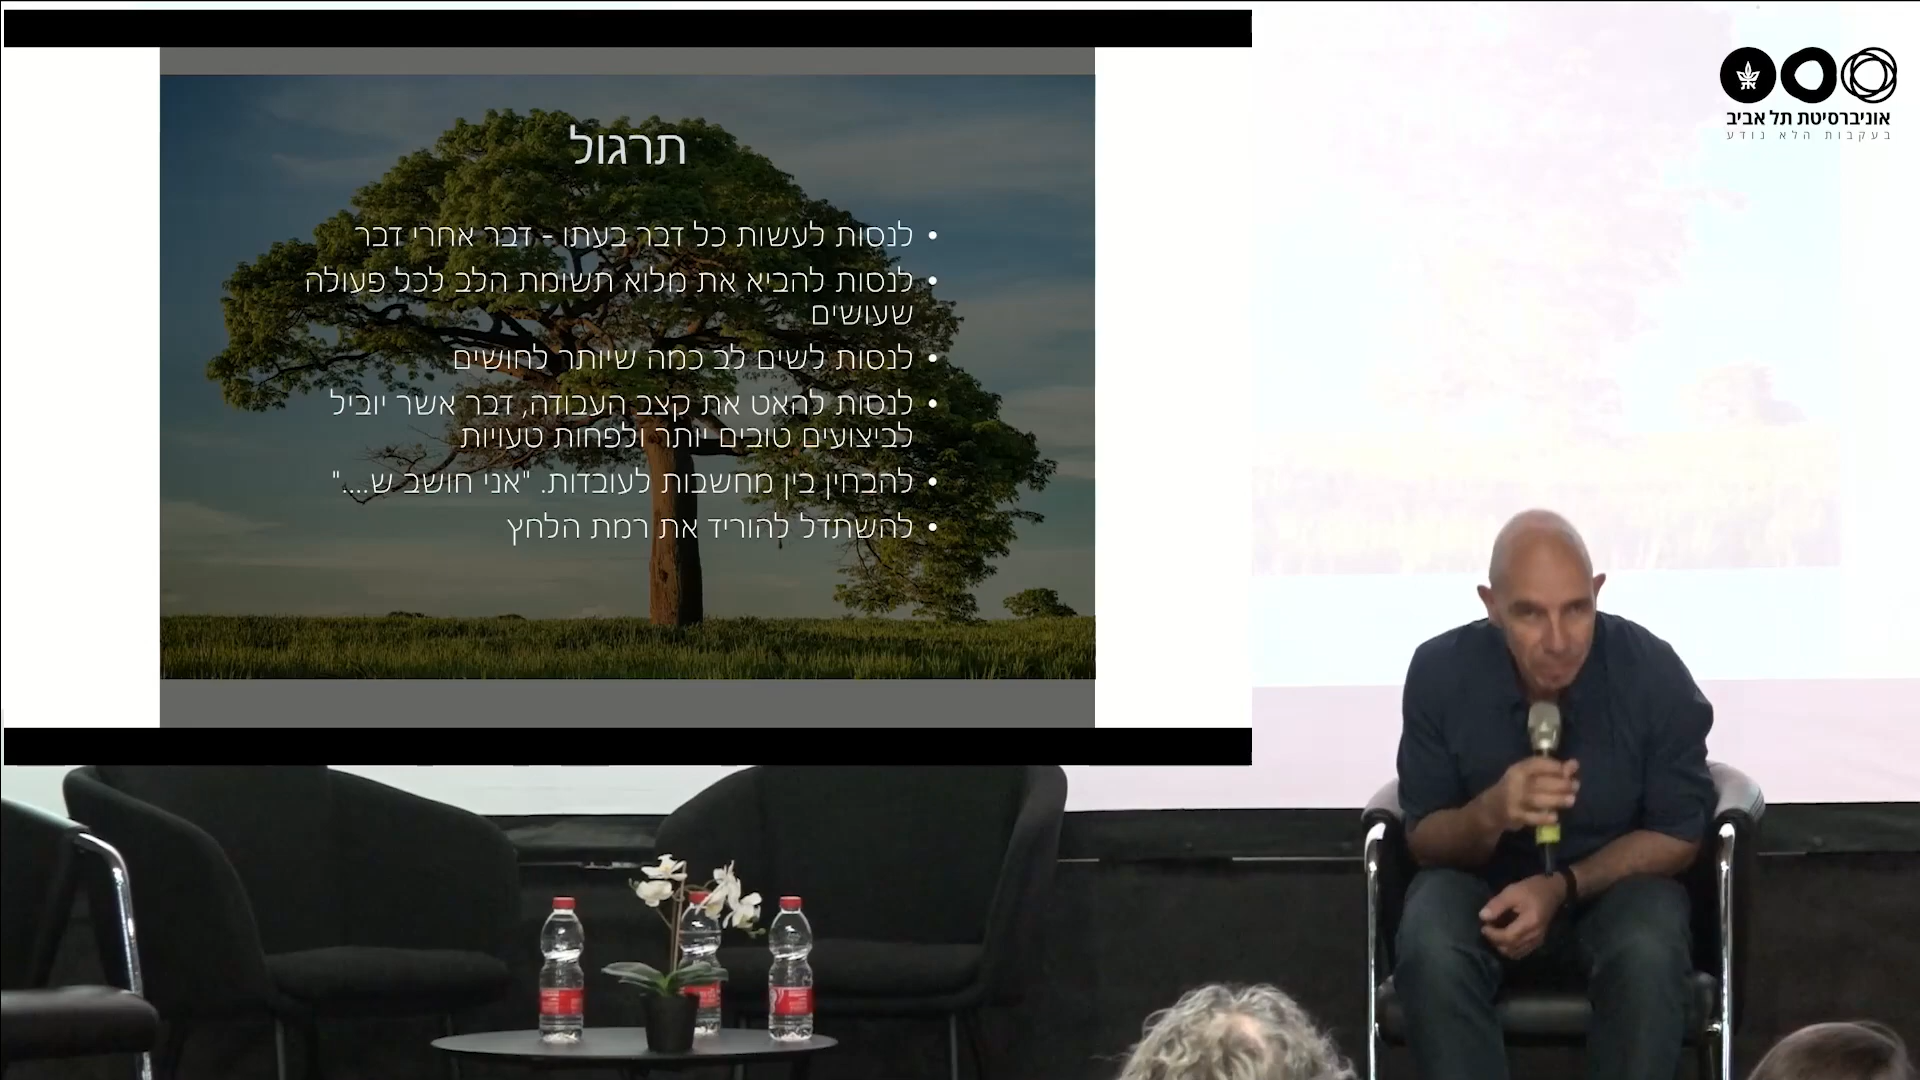 תרגול
• לנסות לעשות כל דבר בעתו - דבר אחרי דבר
• לנסות להביא את מלוא תשומת הלב לכל פעולה
שעושים
• לנסות לשים לב כמה שיותר לחושים
• לנסות להאט את קצב העבודה, דבר אשר יוביל
לביצועים טובים יותר ולפחות טעויות
• להבחין בין מחשבות לעובדות. "אני חושב ש...."
• להשתדל להוריד את רמת הלחץ
אוניברסיטת תל אביב
בעקבות הלא נודע